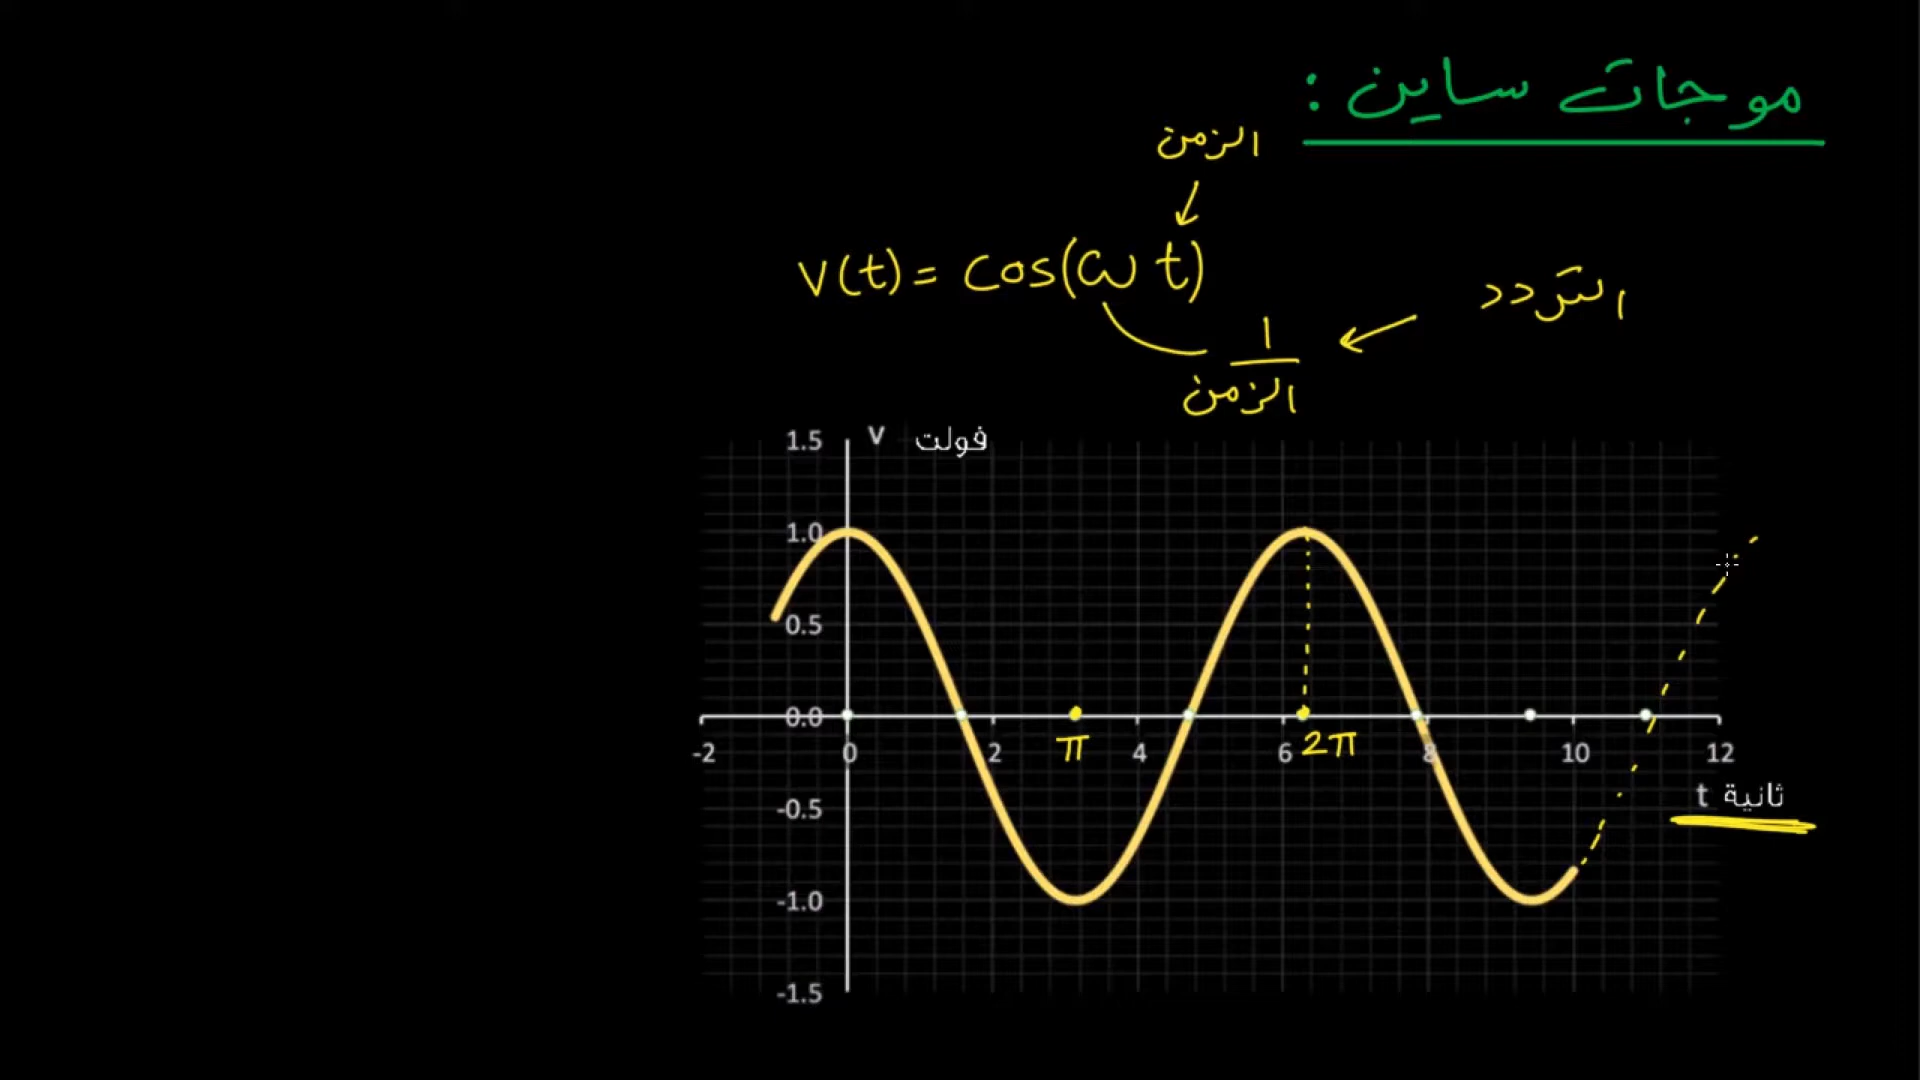 موجات ساين :
الزمن
v(t) = cos(ω t)
التردد
1
الزمن
1.5 v فولت
1.0
0.5
0.0
-2 0 2 π 4 6 2π 8 10 12
t ثانية
-0.5
-1.0
-1.5